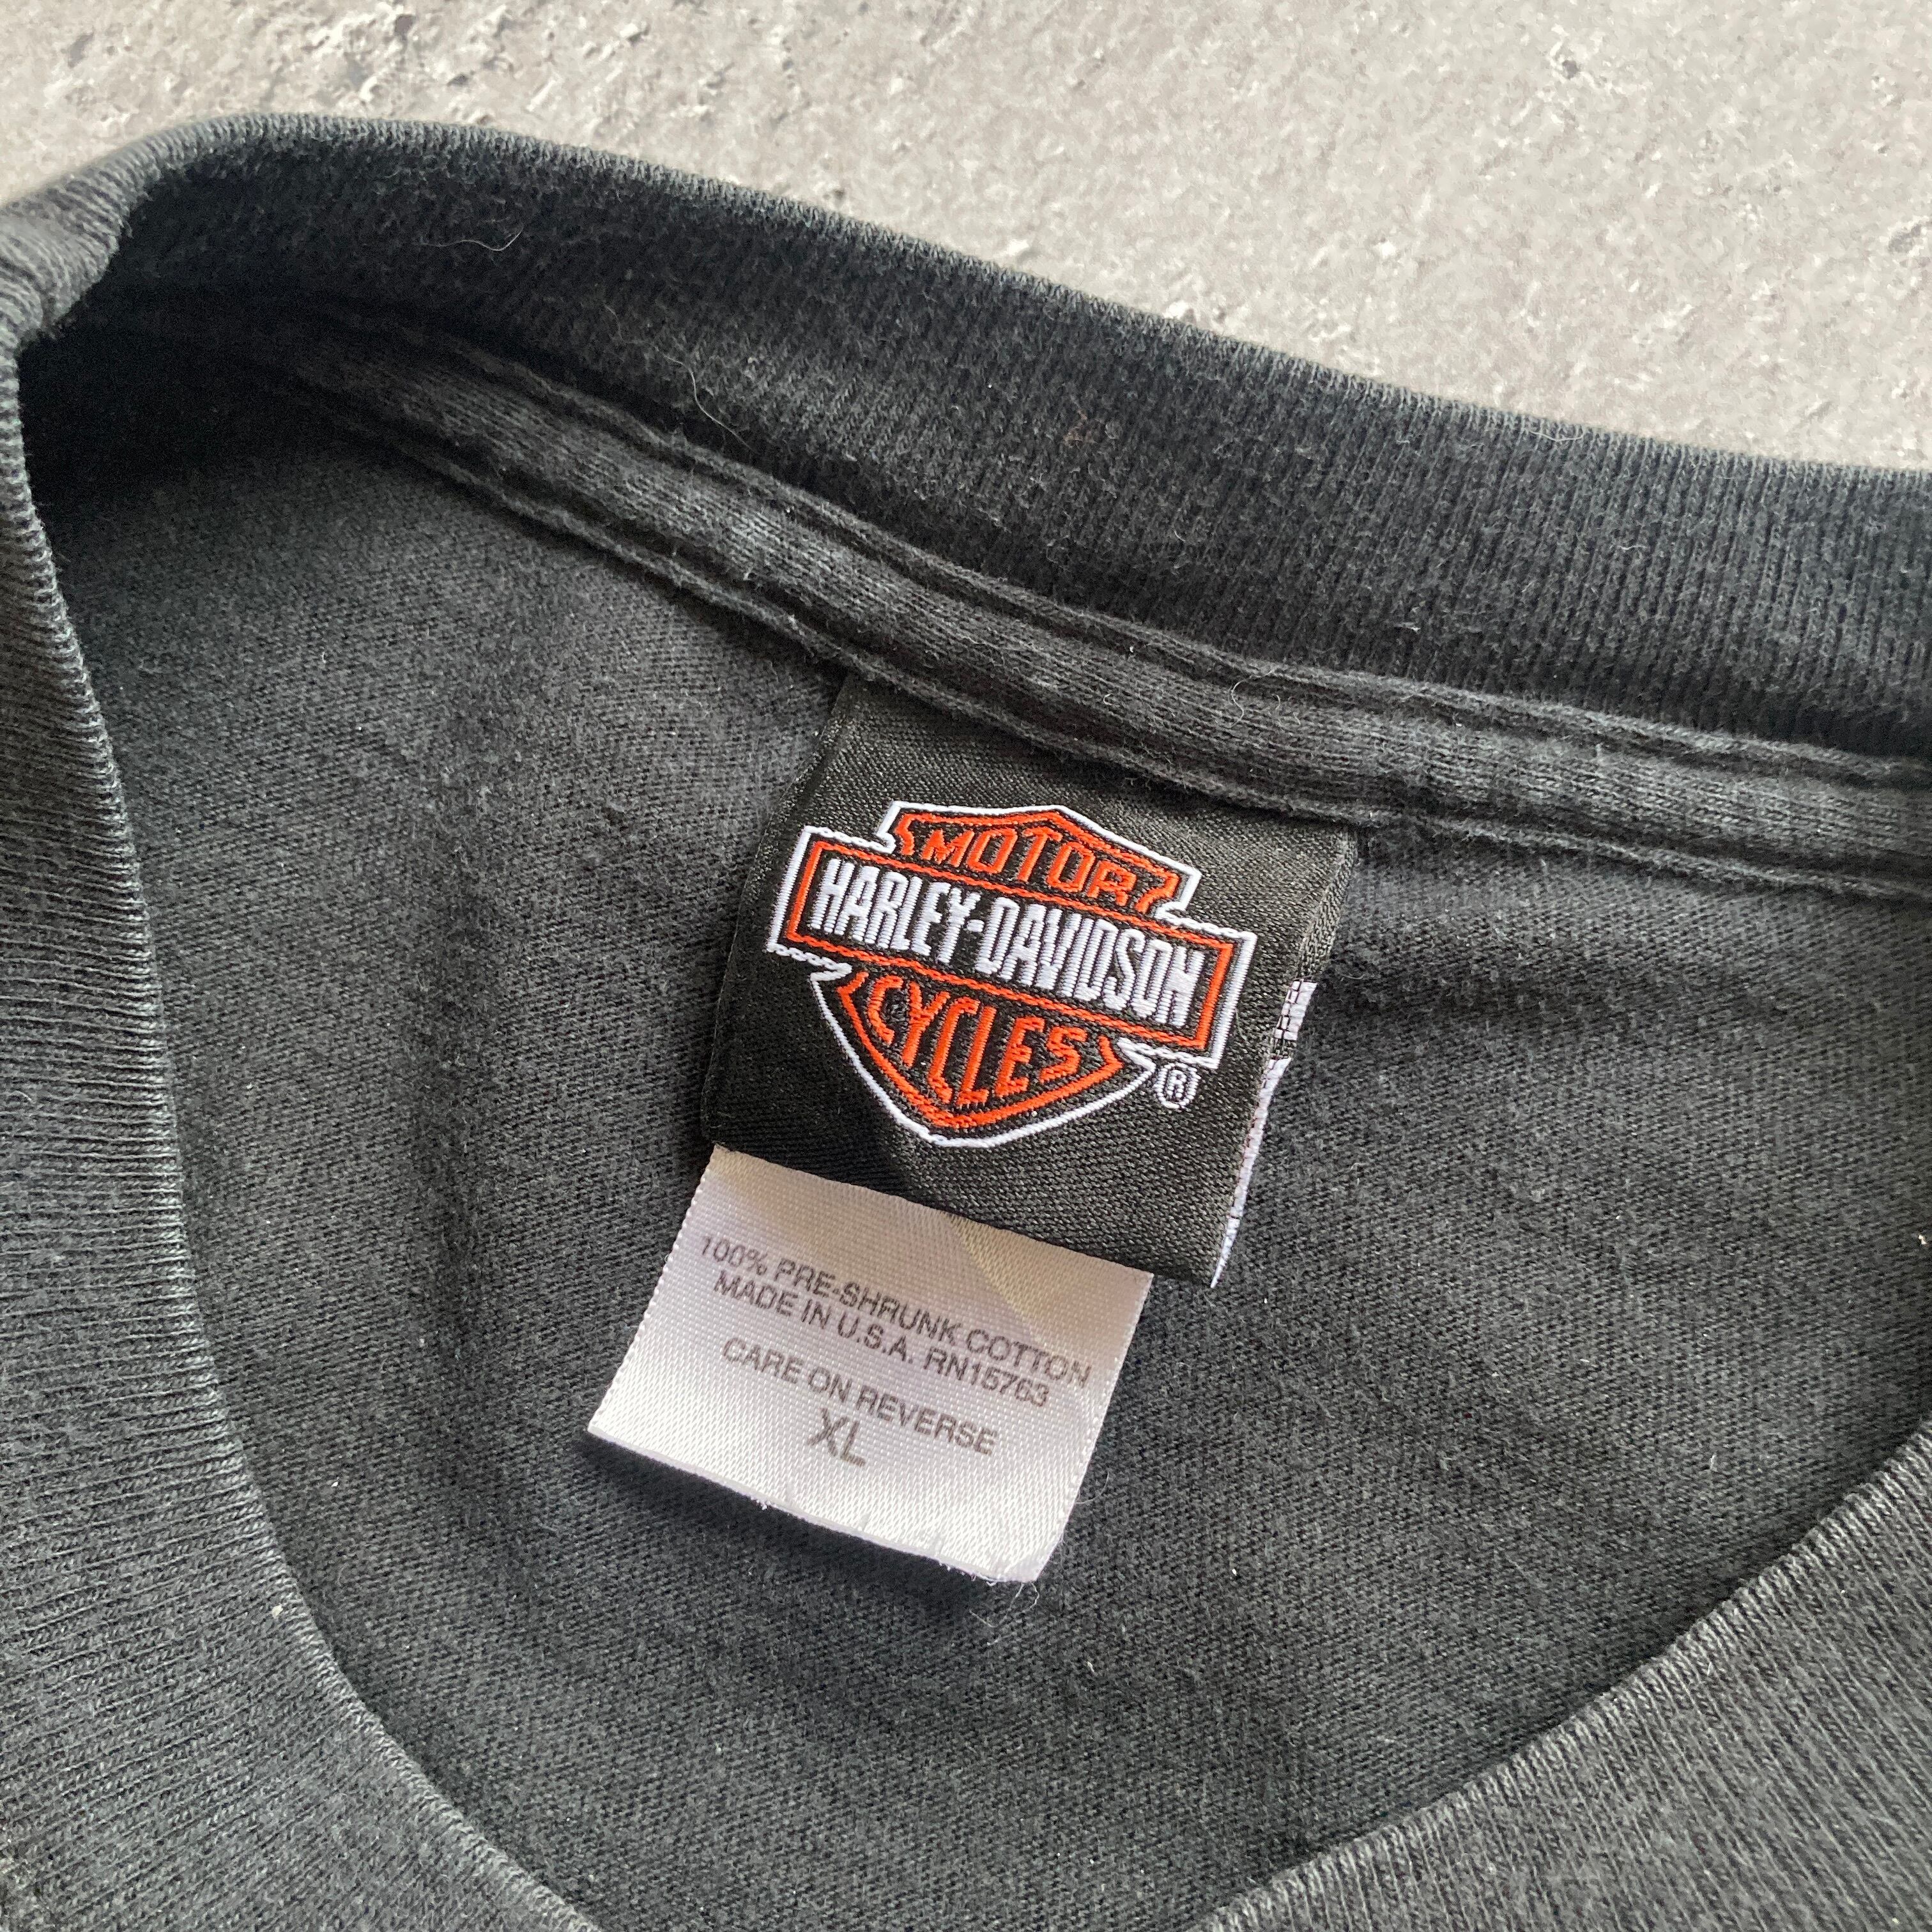 MOTOR
HARLEY-DAVIDSON
CYCLES
®
100% PRE-SHRUNK COTTON
MADE IN U.S.A. RN15763
CARE ON REVERSE
XL